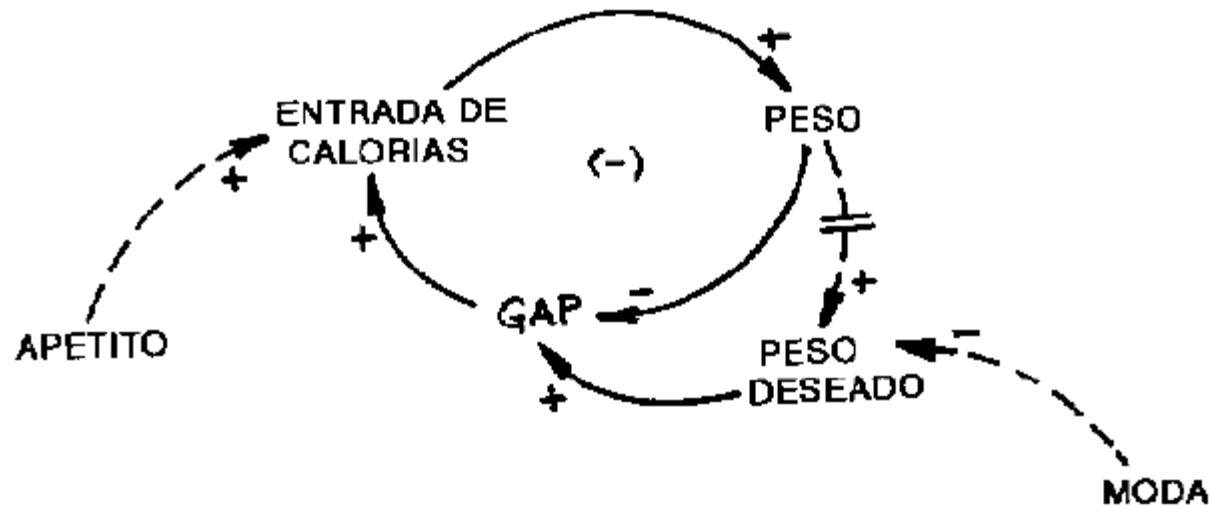 +
ENTRADA DE
CALORIAS
PESO
(-)
+
+
GAP
-
+
APETITO
PESO
DESEADO
-
+
MODA